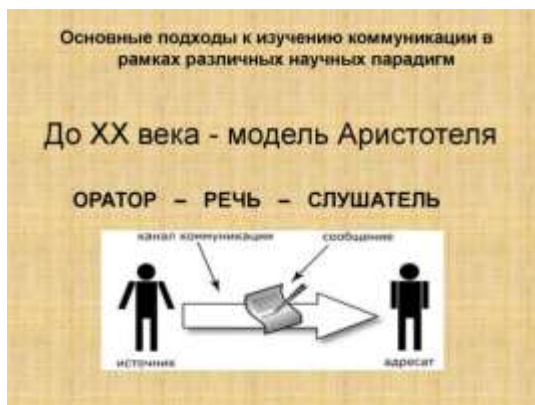 Основные подходы к изучению коммуникации в
рамках различных научных парадигм
До XX века - модель Аристотеля
ОРАТОР – РЕЧЬ – СЛУШАТЕЛЬ
канал коммуникации сообщение
источник адресат